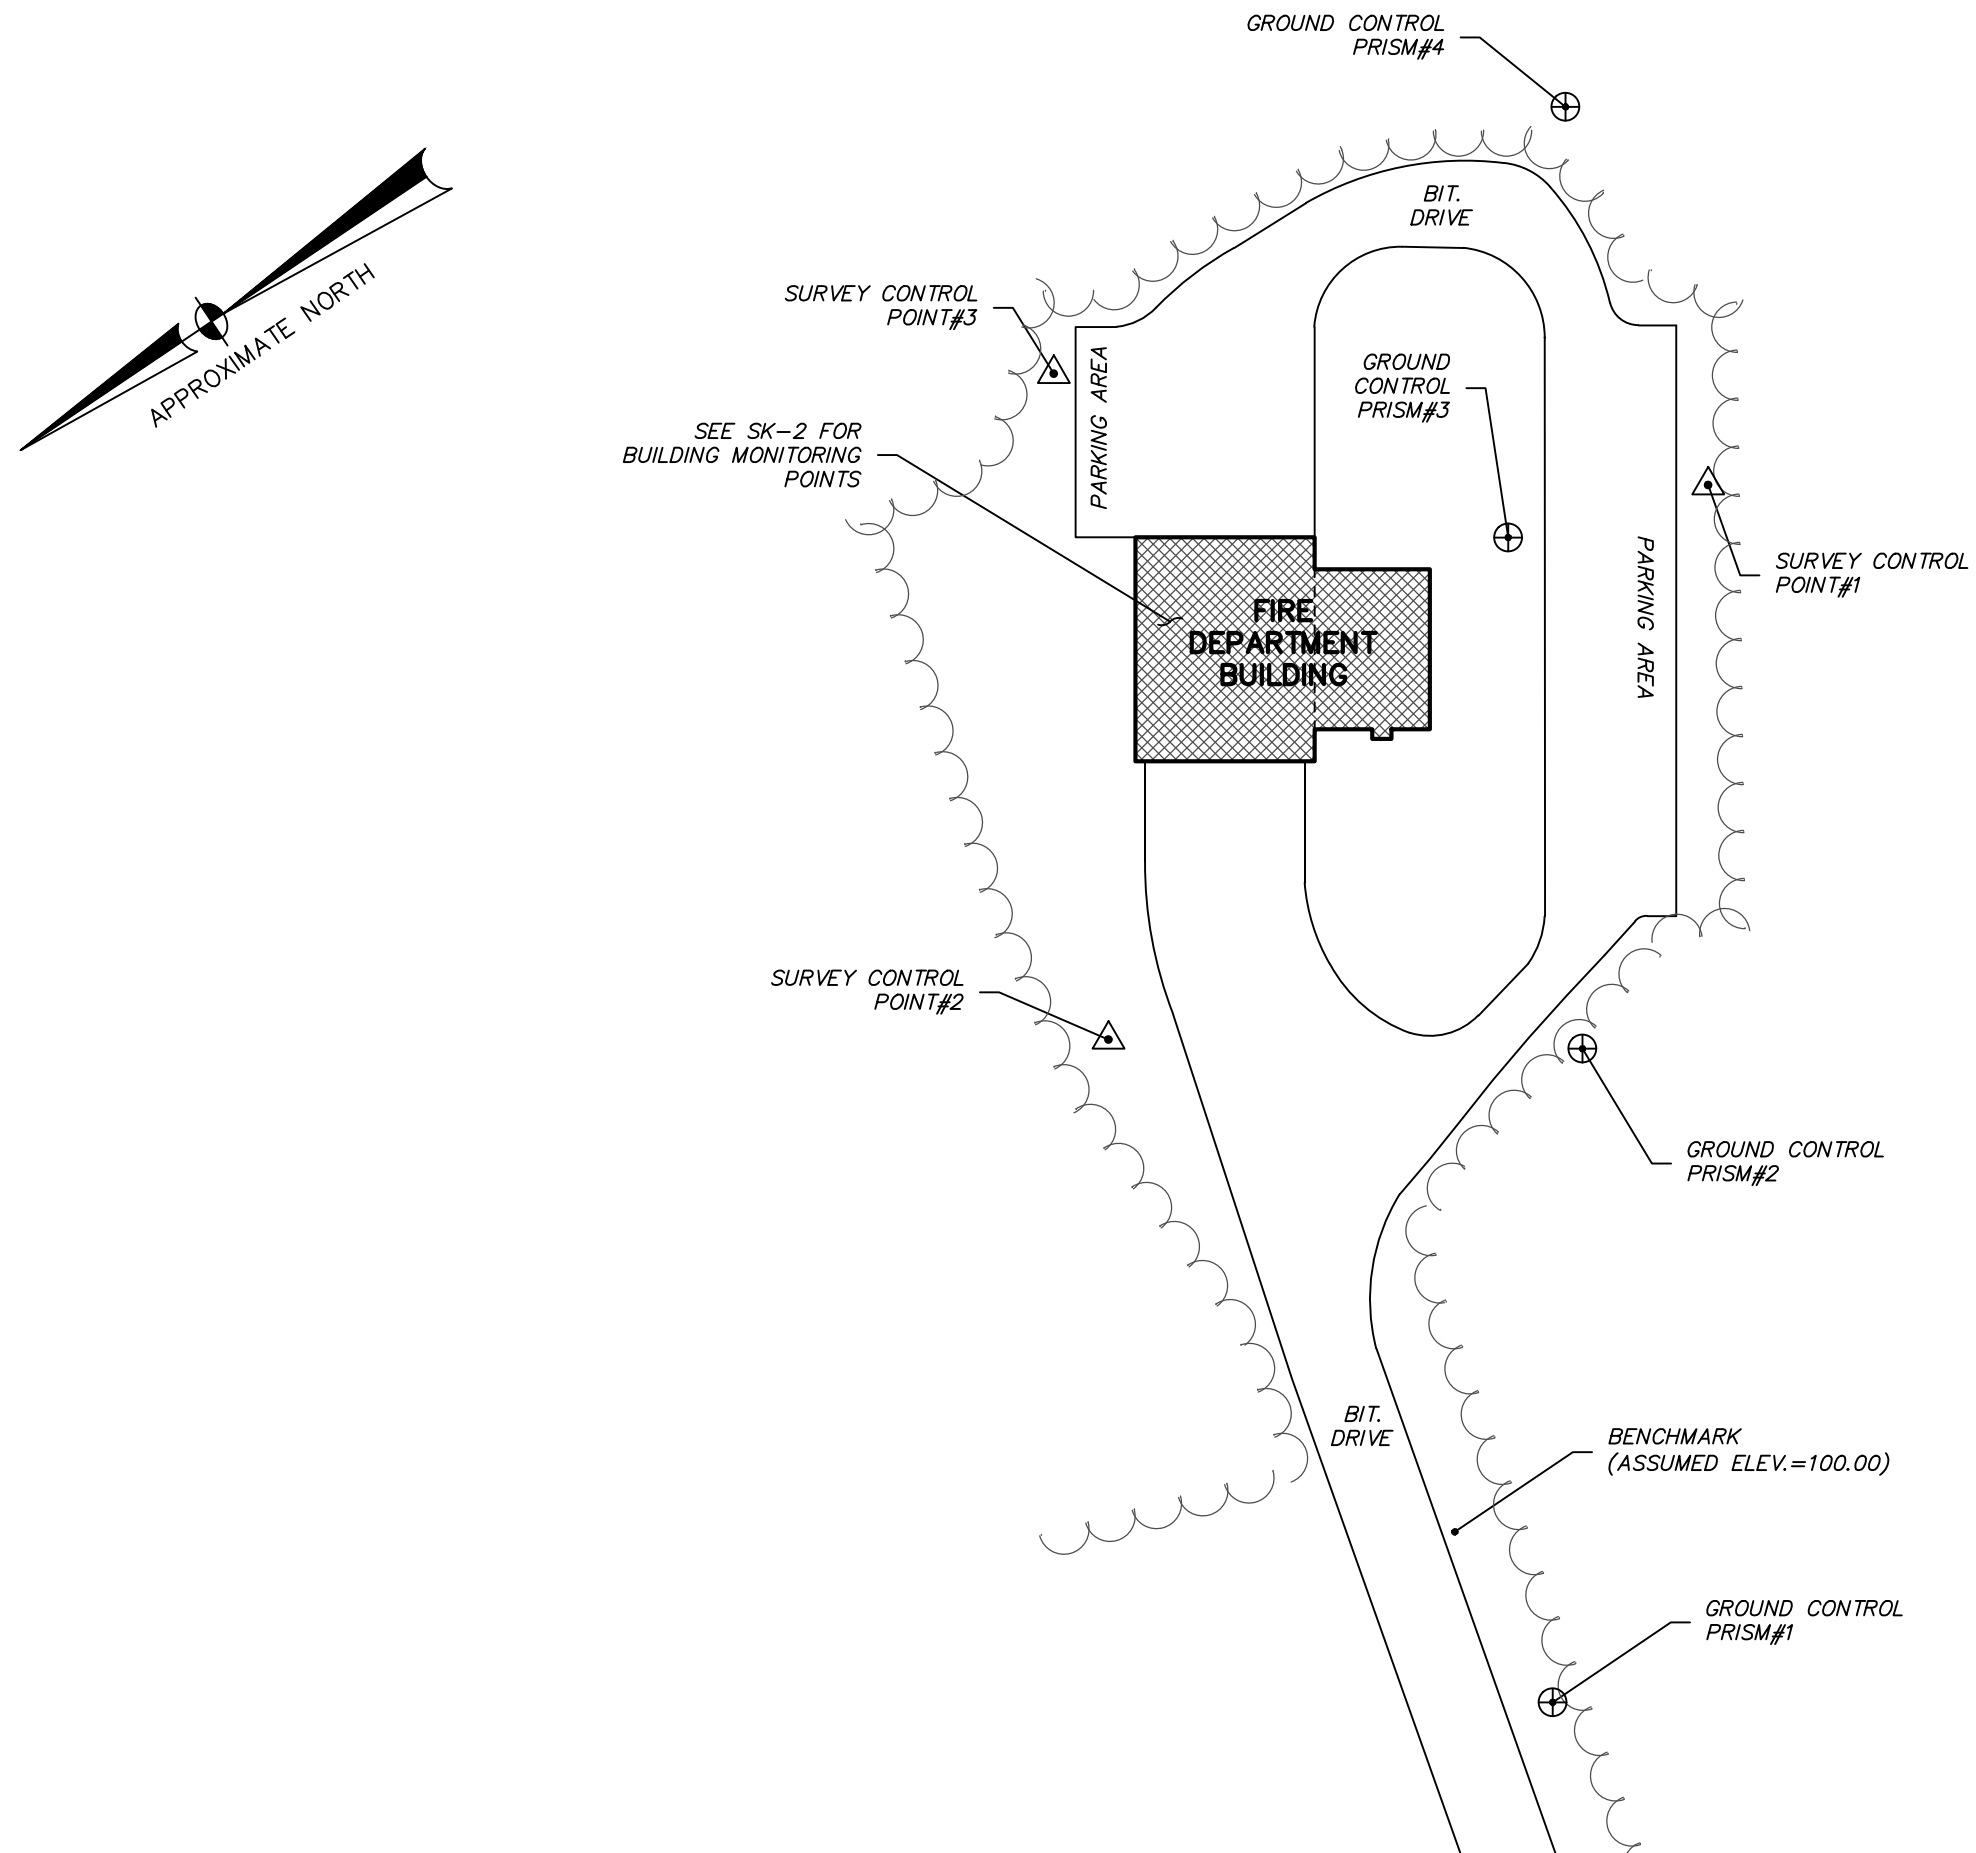 GROUND CONTROL
PRISM#4
BIT.
DRIVE
APPROXIMATE NORTH
SURVEY CONTROL
POINT#3
PARKING AREA
GROUND
CONTROL
PRISM#3
SEE SK-2 FOR
BUILDING MONITORING
POINTS
SURVEY CONTROL
POINT#1
PARKING AREA
FIRE
DEPARTMENT
BUILDING
SURVEY CONTROL
POINT#2
GROUND CONTROL
PRISM#2
BIT.
DRIVE
BENCHMARK
(ASSUMED ELEV.=100.00)
GROUND CONTROL
PRISM#1